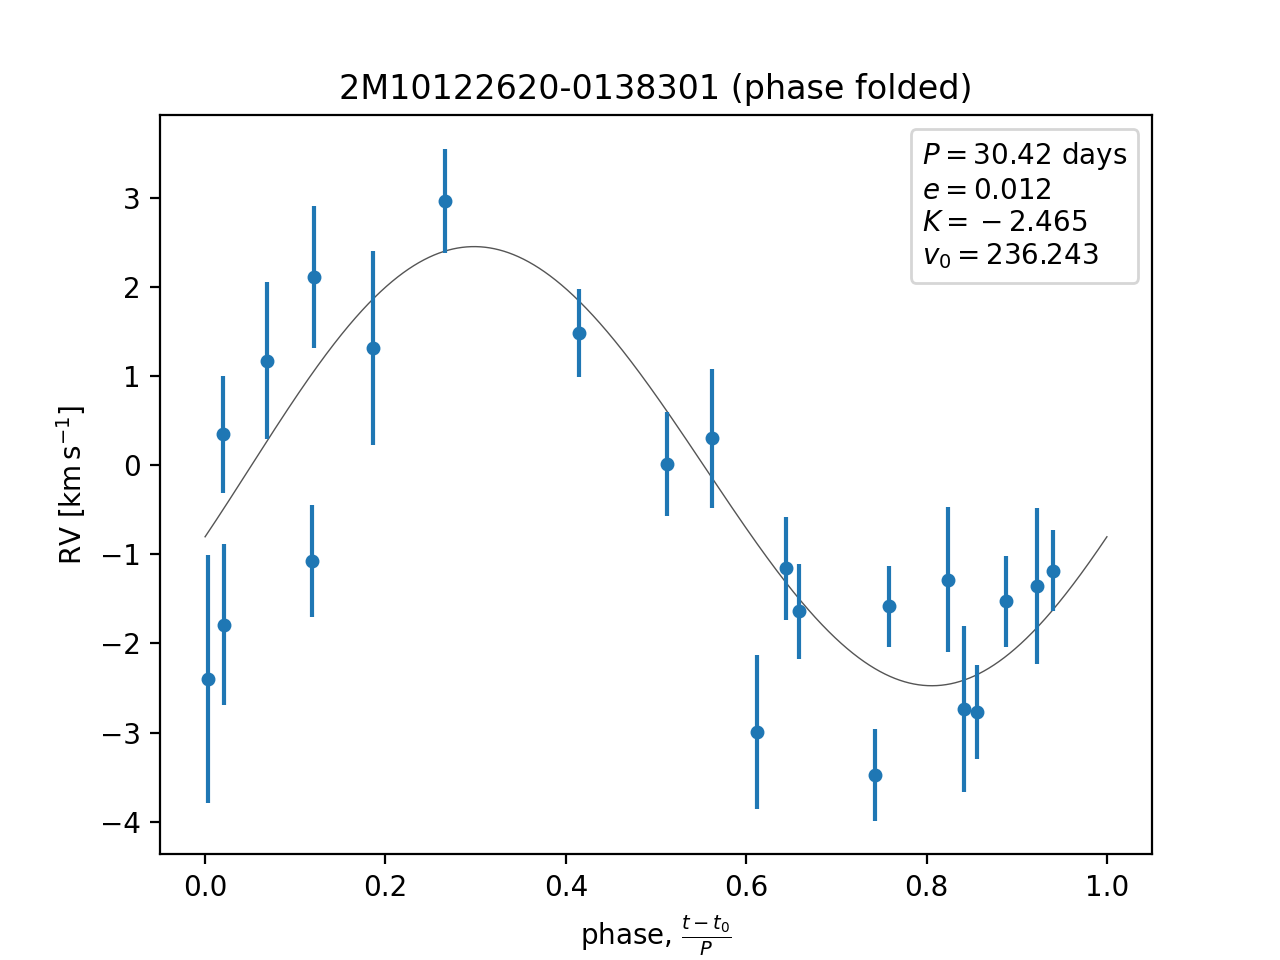 2M10122620-0138301 (phase folded)
P = 30.42 days
e = 0.012
K = −2.465
v₀ = 236.243
RV [km s⁻¹]
3
2
1
0
−1
−2
−3
−4
0.0 0.2 0.4 0.6 0.8 1.0
phase, (t − t₀)/P